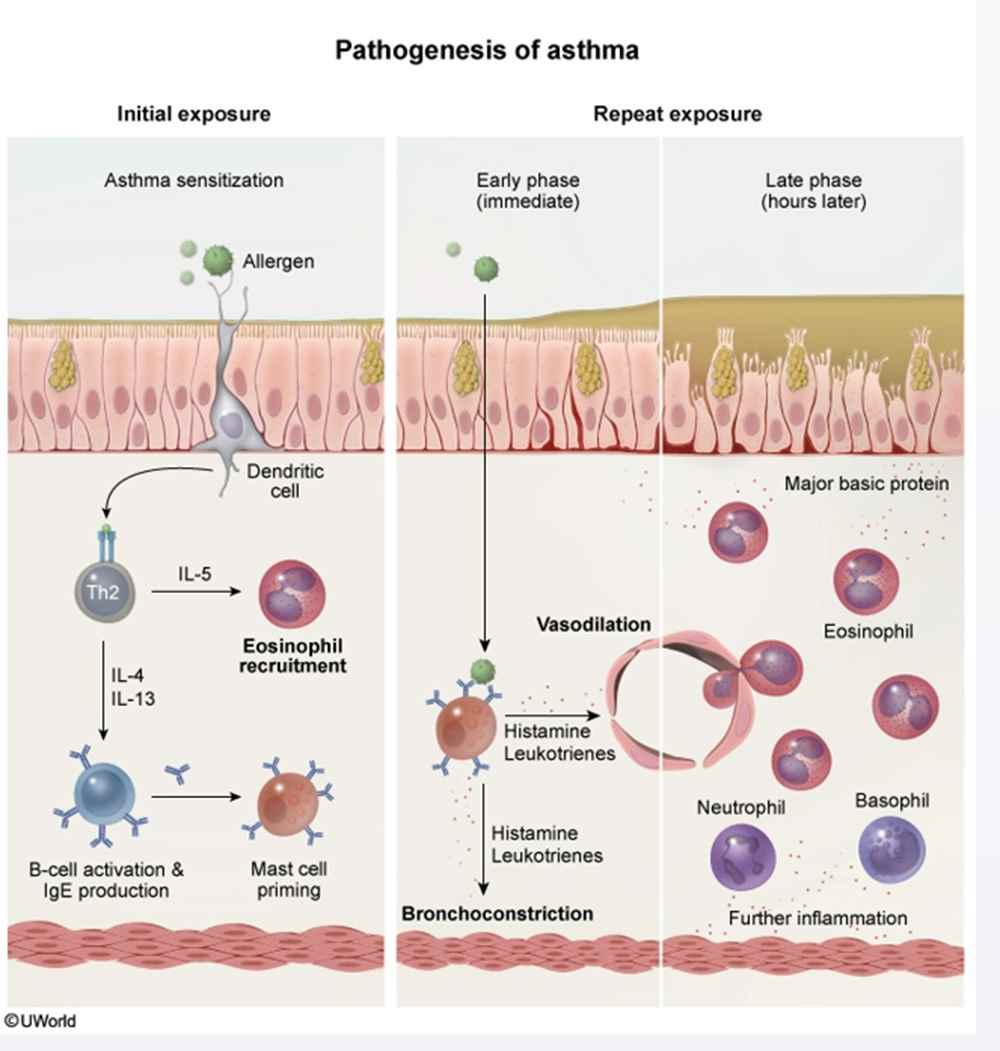 Pathogenesis of asthma
Initial exposure
Repeat exposure
Asthma sensitization
Allergen
Dendritic
cell
Th2
IL-5
Eosinophil
recruitment
IL-4
IL-13
B-cell activation &
IgE production
Mast cell
priming
Early phase
(immediate)
Vasodilation
Histamine
Leukotrienes
Histamine
Leukotrienes
Bronchoconstriction
Late phase
(hours later)
Major basic protein
Eosinophil
Neutrophil
Basophil
Further inflammation
©UWorld